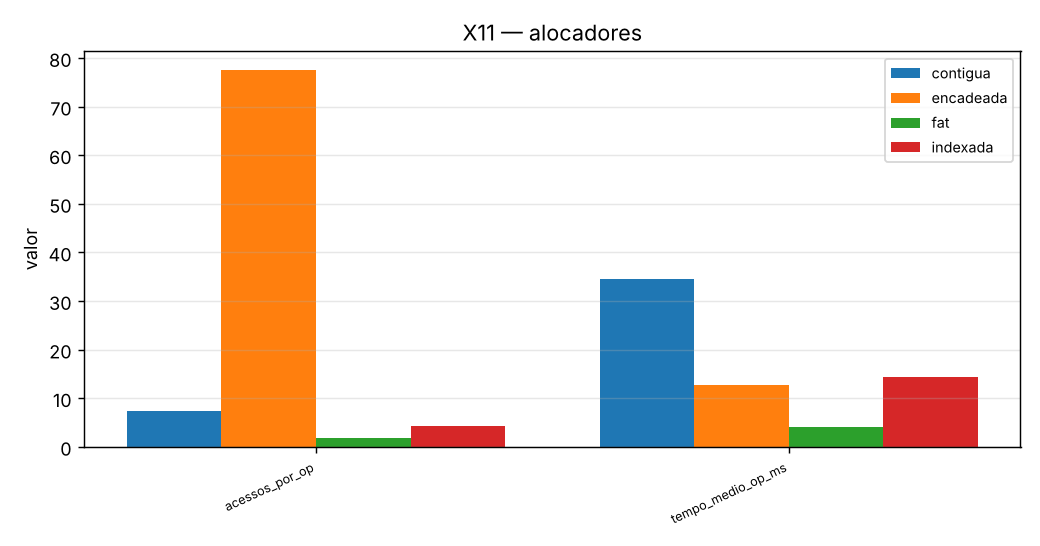 X11 — alocadores
80
70
60
50
40
30
20
10
0
valor
contigua
encadeada
fat
indexada
acessos_por_op
tempo_medio_op_ms